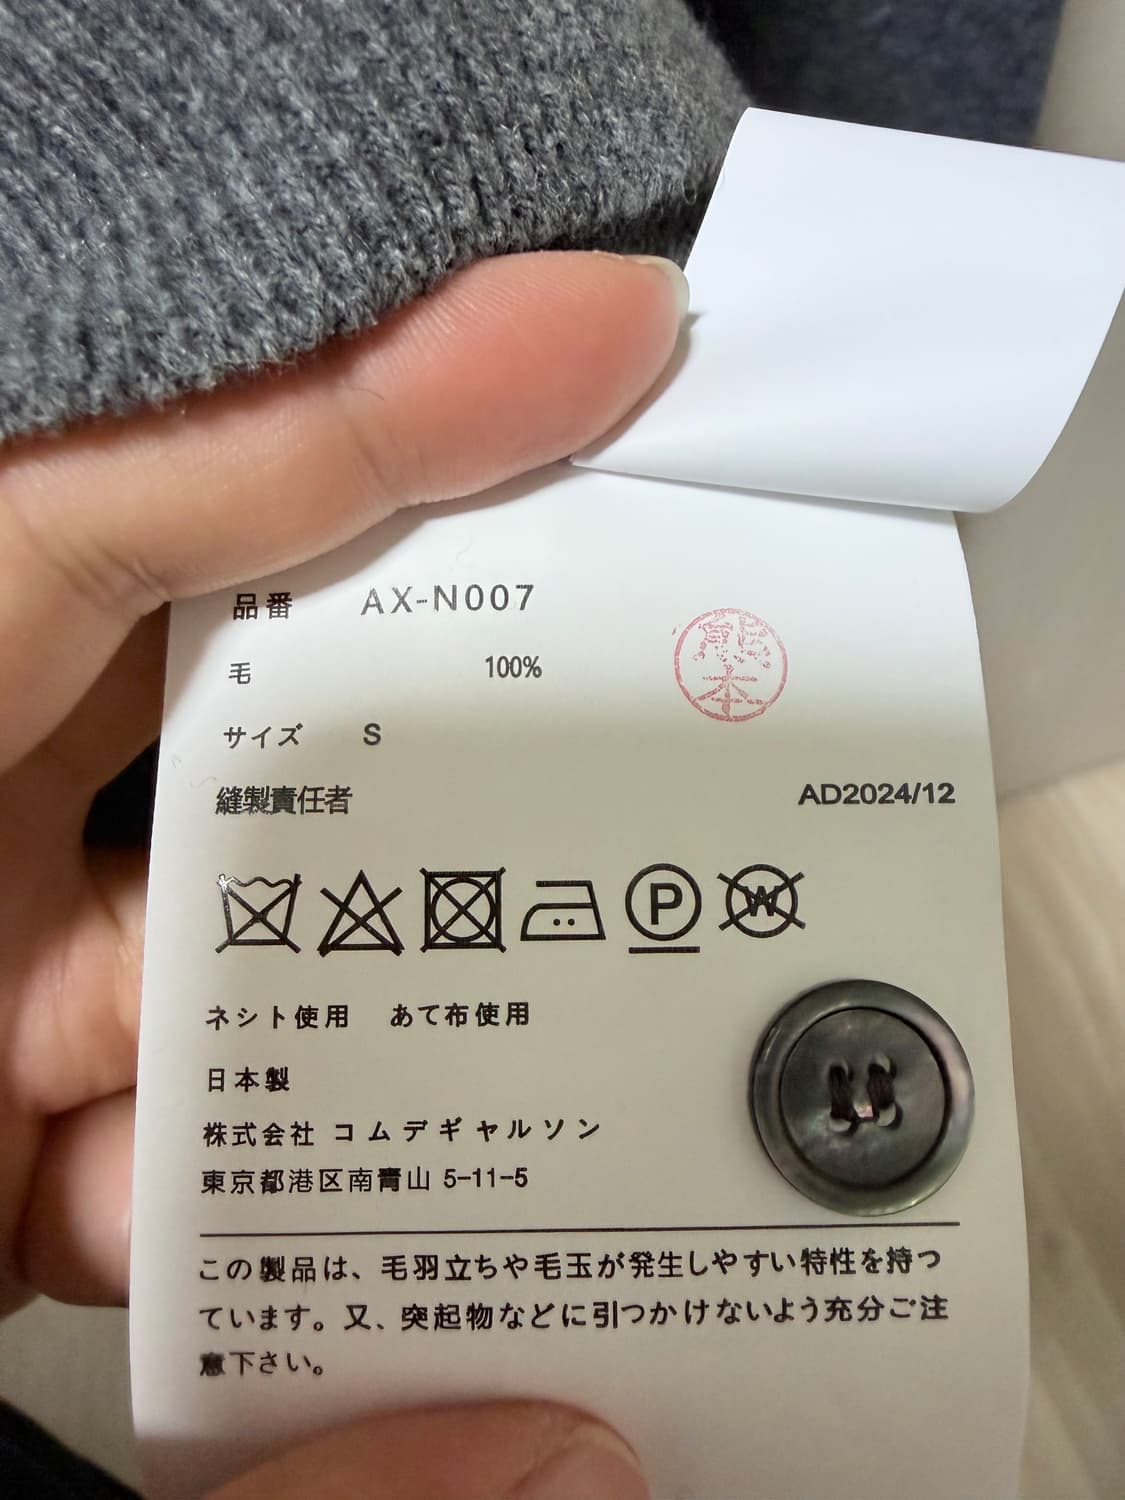 品番 AX-N007
毛 100%
サイズ S
縫製責任者
AD2024/12
P
W
ネシト使用 あて布使用
日本製
株式会社 コムデギャルソン
東京都港区南青山 5-11-5
この製品は、毛羽立ちや毛玉が発生しやすい特性を持つ
ています。又、突起物などに引つかけないよう充分ご注
意下さい。